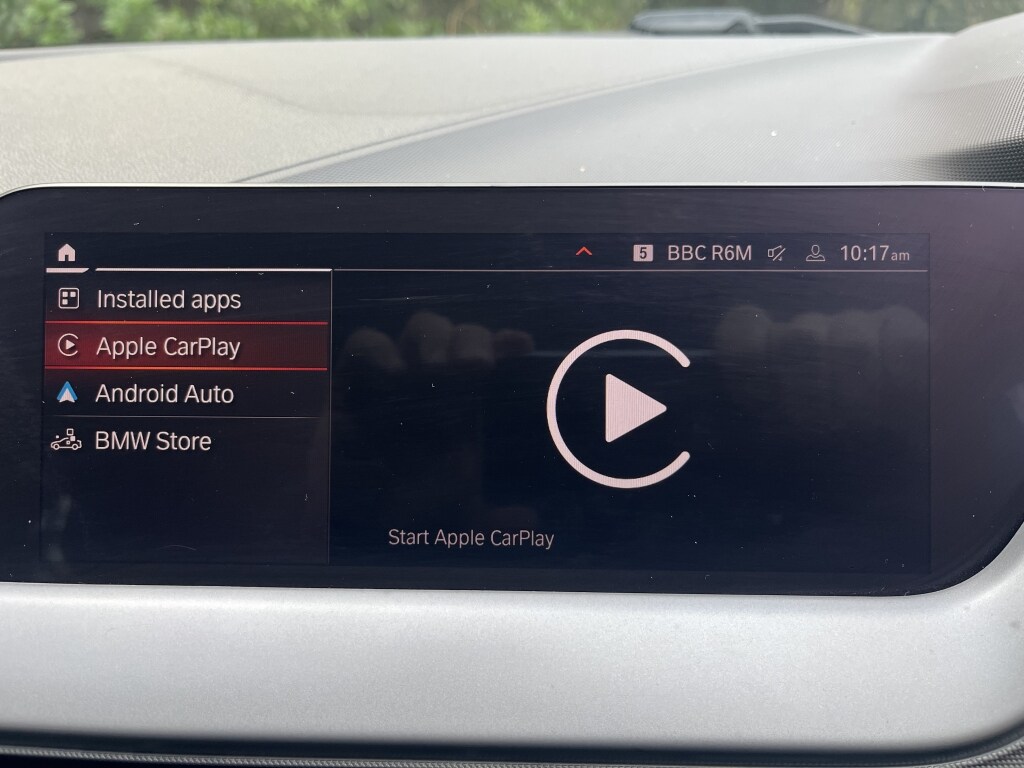 5 BBC R6M 10:17am
Installed apps
Apple CarPlay
Android Auto
BMW Store
Start Apple CarPlay